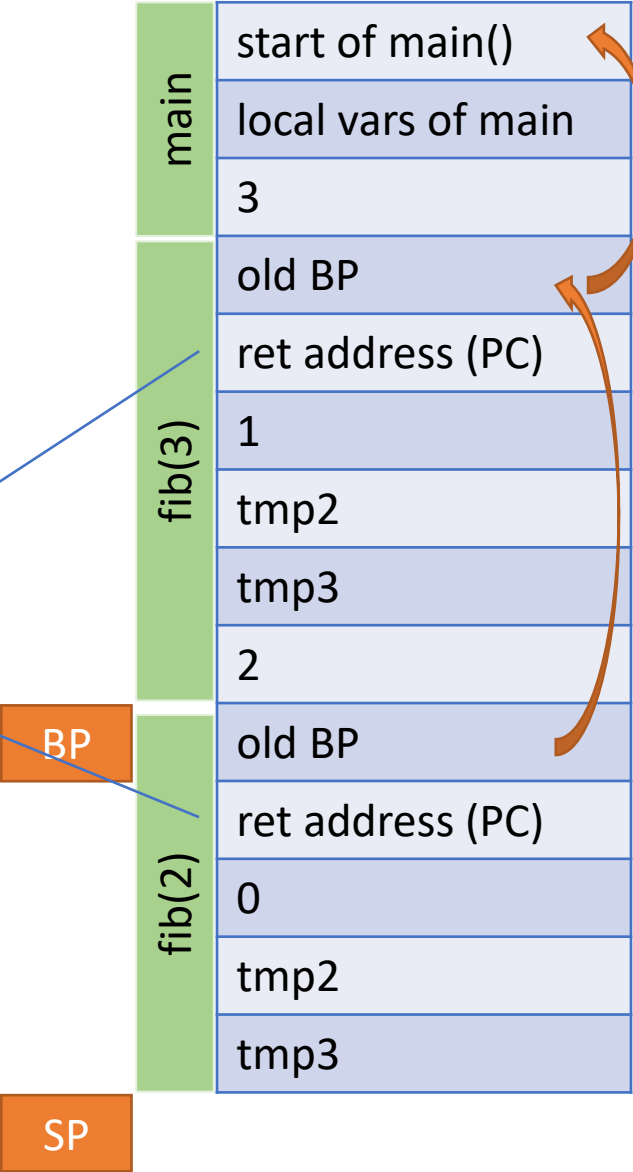 main
start of main()
local vars of main
3
fib(3)
old BP
ret address (PC)
1
tmp2
tmp3
2
BP
fib(2)
old BP
ret address (PC)
0
tmp2
tmp3
SP